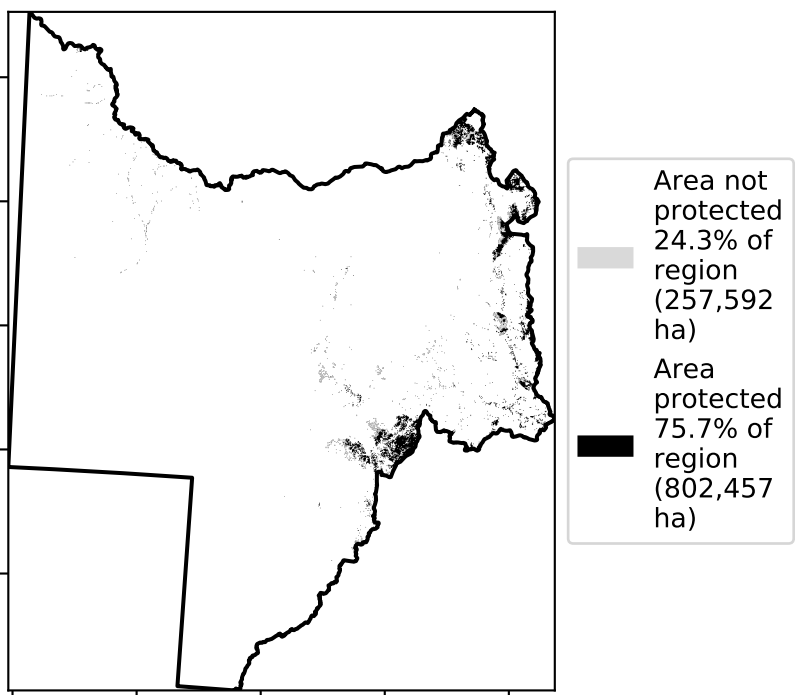 Area not
protected
24.3% of
region
(257,592
ha)
Area
protected
75.7% of
region
(802,457
ha)